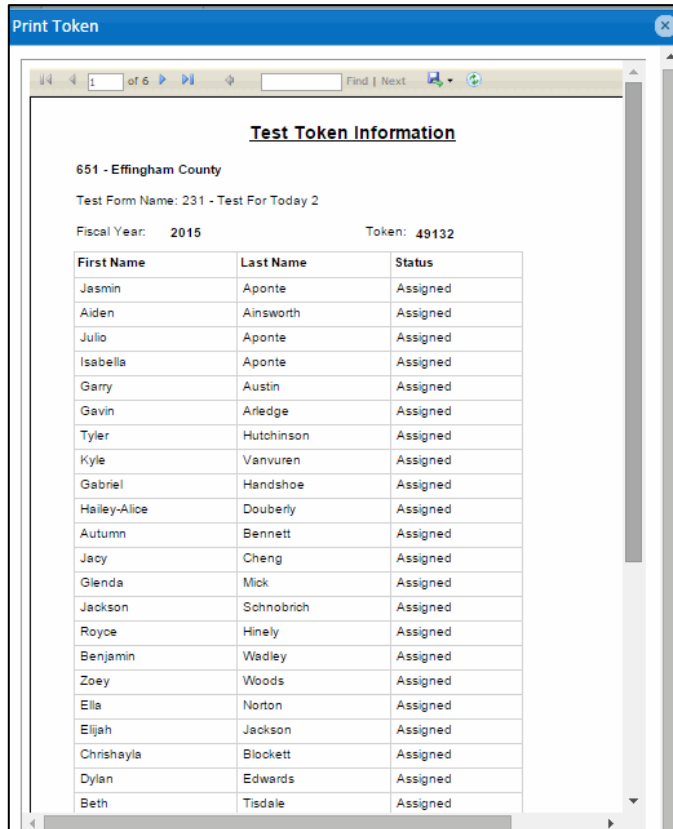 Print Token
1 of 6 Find | Next
Test Token Information
651 - Effingham County
Test Form Name: 231 - Test For Today 2
Fiscal Year: 2015 Token: 49132
First Name Last Name Status
Jasmin Aponte Assigned
Aiden Ainsworth Assigned
Julio Aponte Assigned
Isabella Aponte Assigned
Garry Austin Assigned
Gavin Arledge Assigned
Tyler Hutchinson Assigned
Kyle Vanvuren Assigned
Gabriel Handshoe Assigned
Hailey-Alice Douberly Assigned
Autumn Bennett Assigned
Jacy Cheng Assigned
Glenda Mick Assigned
Jackson Schnobrich Assigned
Royce Hinely Assigned
Benjamin Wadley Assigned
Zoey Woods Assigned
Ella Norton Assigned
Elijah Jackson Assigned
Chrishayla Blockett Assigned
Dylan Edwards Assigned
Beth Tisdale Assigned